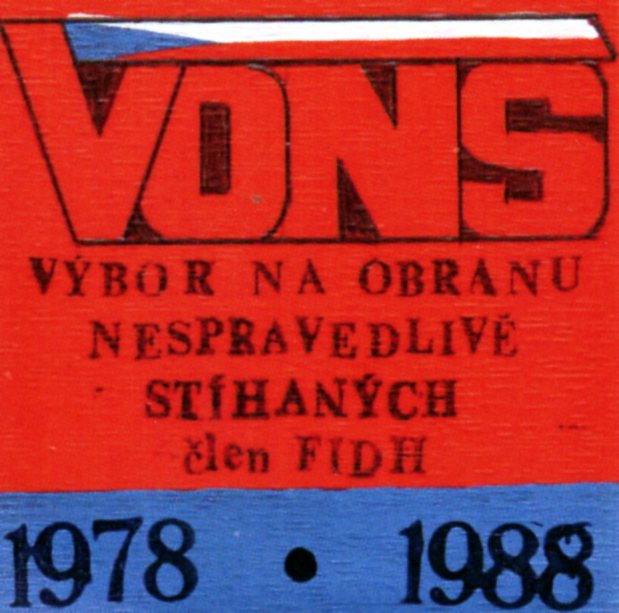 VONS
VÝBOR NA OBRANU
NESPRAVEDLIVĚ
STÍHANÝCH
člen FIDH
1978 • 1988